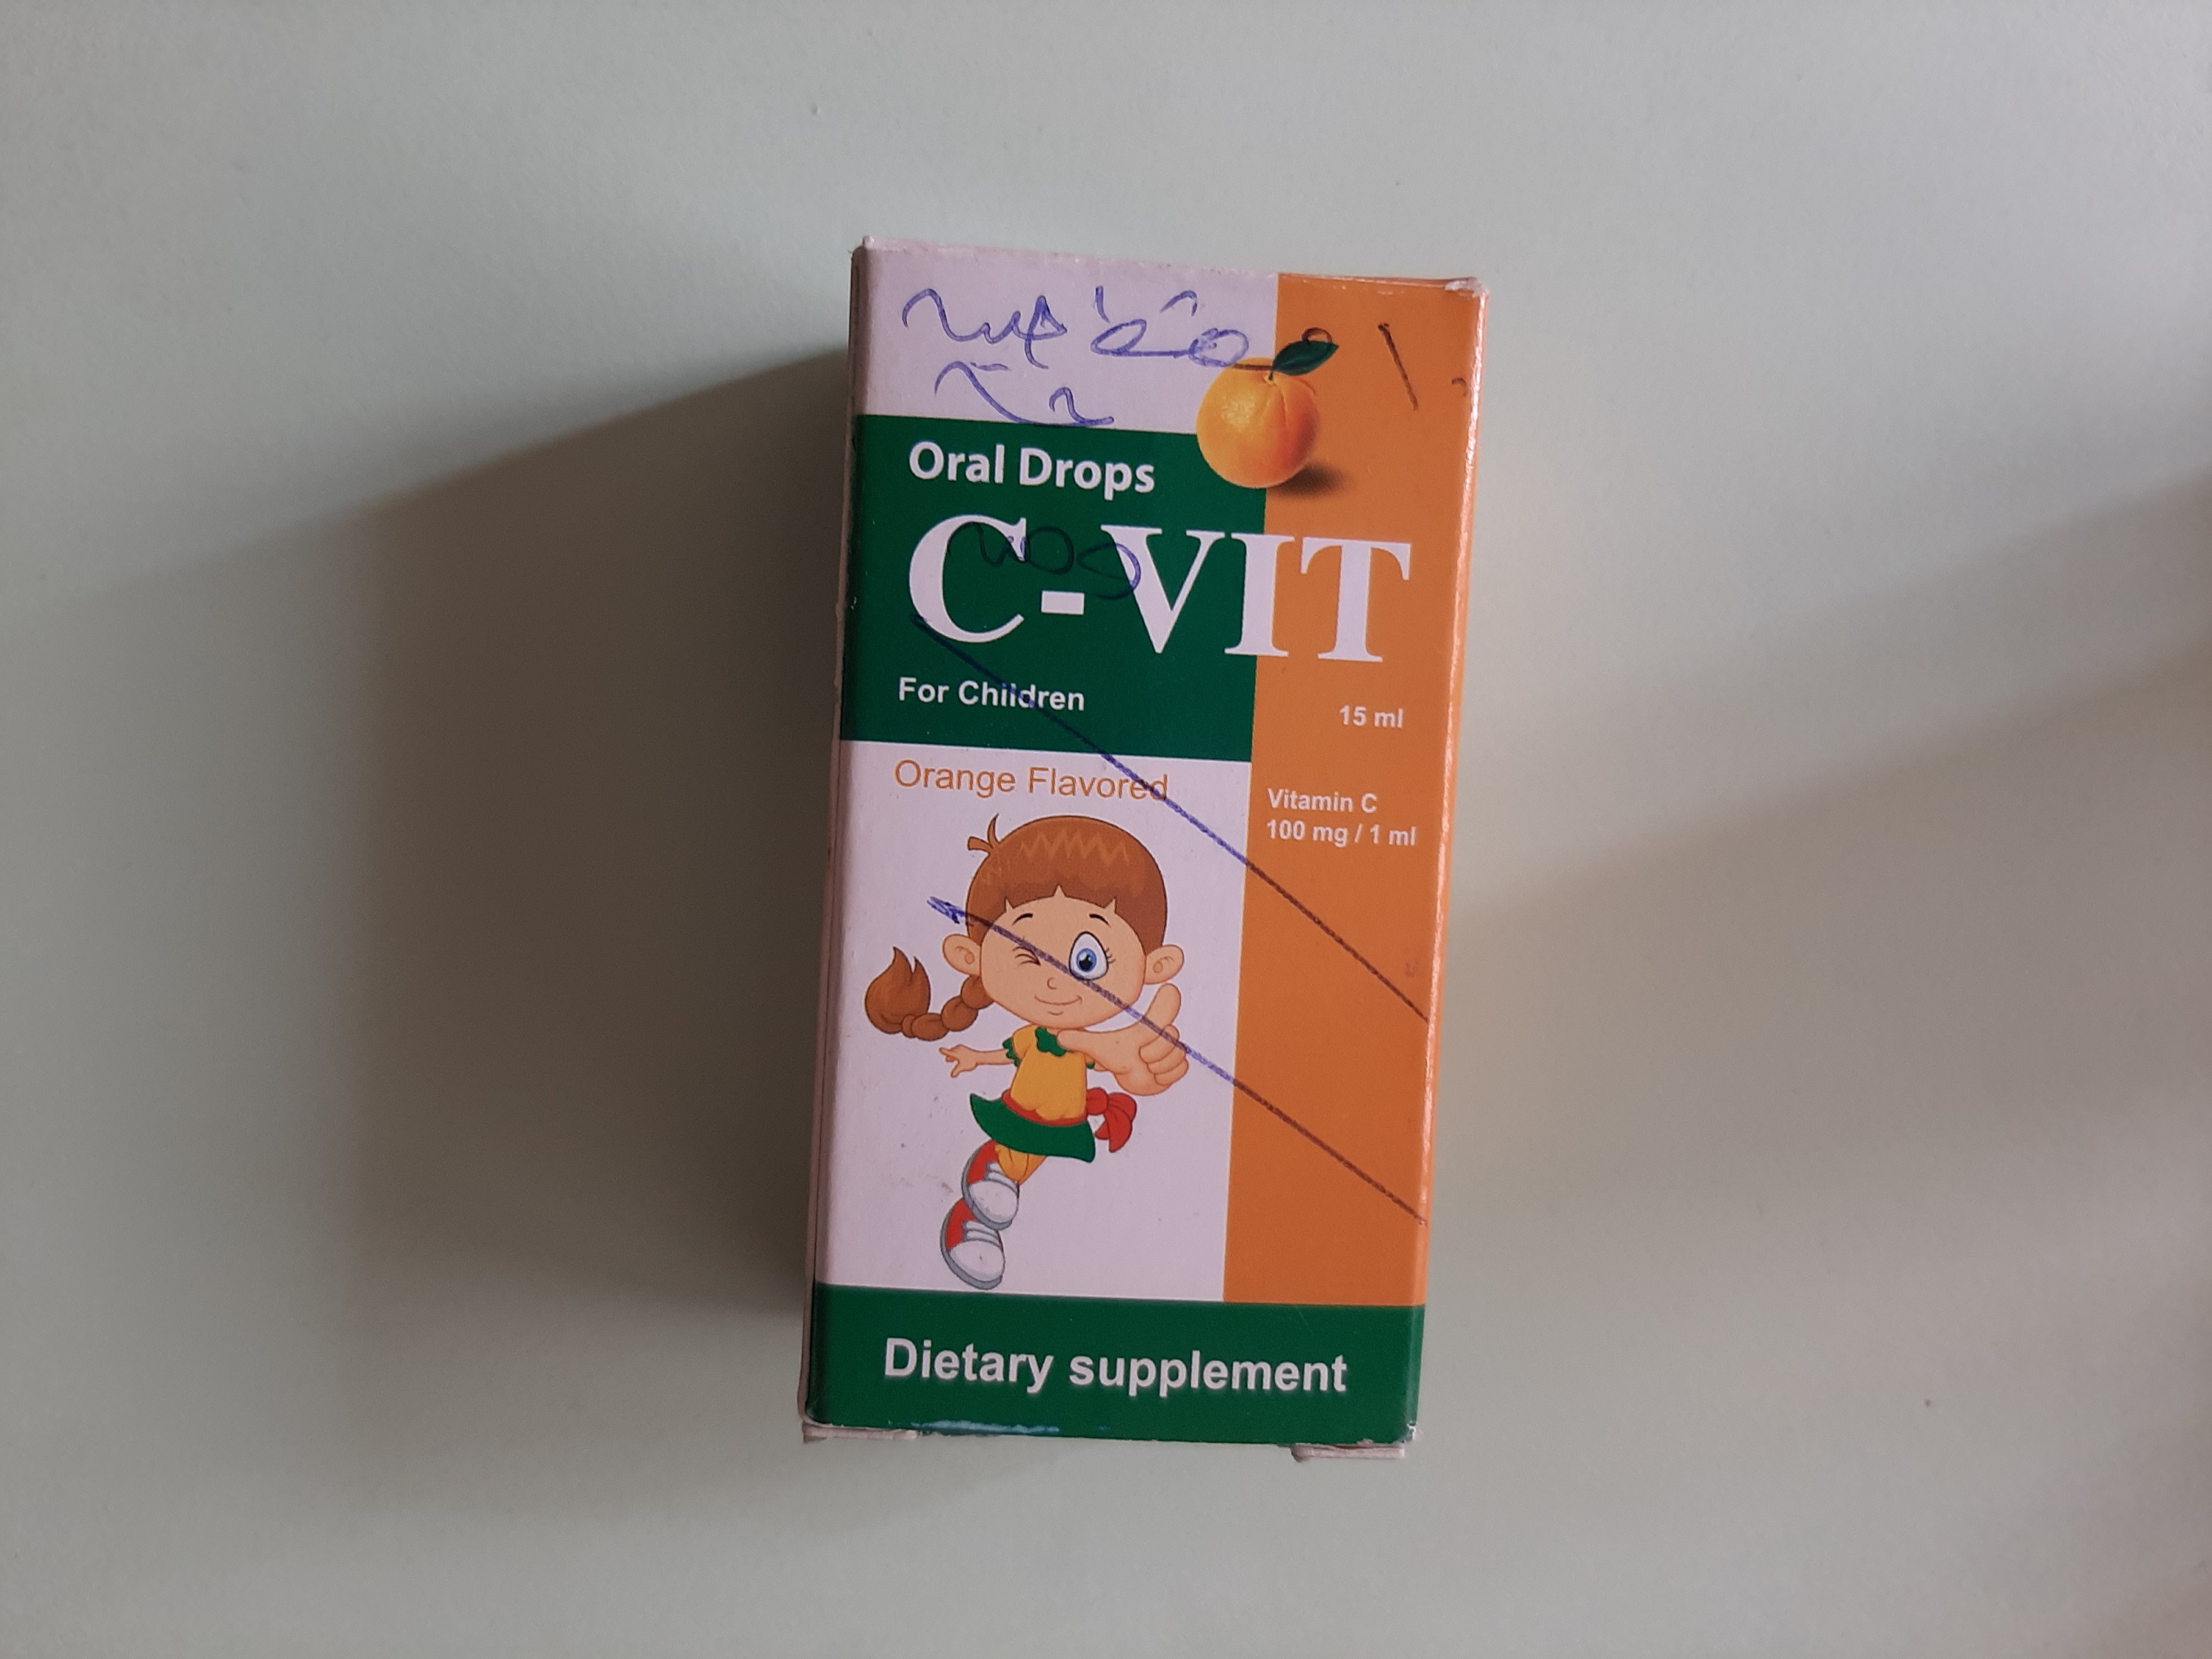 Oral Drops
C-VIT
For Children
15 ml
Orange Flavored
Vitamin C
100 mg / 1 ml
Dietary supplement